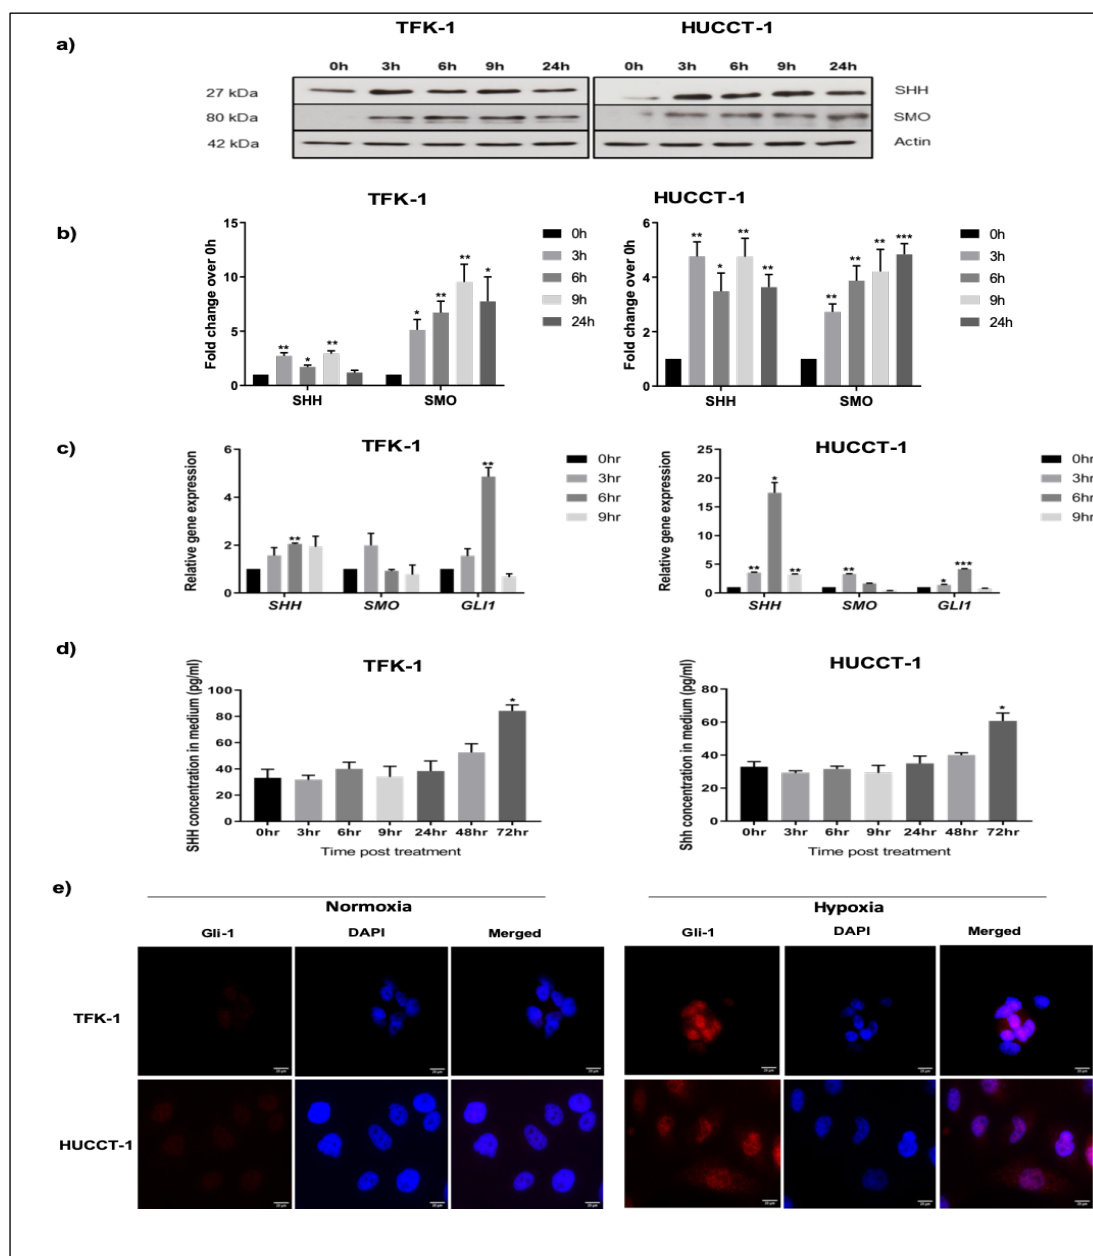 a)
TFK-1 HUCCT-1
0h 3h 6h 9h 24h 0h 3h 6h 9h 24h
27 kDa SHH
80 kDa SMO
42 kDa Actin
b)
TFK-1
Fold change over 0h
15
10
5
0
** * ** * ** ** *
SHH SMO
0h
3h
6h
9h
24h
HUCCT-1
Fold change over 0h
6
4
2
0
** * ** ** ** ** ** ***
SHH SMO
0h
3h
6h
9h
24h
c)
TFK-1
Relative gene expression
6
4
2
0
** **
SHH SMO GLI1
0hr
3hr
6hr
9hr
HUCCT-1
Relative gene expression
25
20
15
10
5
0
** * ** ** * ***
SHH SMO GLI1
0hr
3hr
6hr
9hr
d)
TFK-1
SHH concentration in medium (pg/ml)
100
80
60
40
20
0
*
0hr 3hr 6hr 9hr 24hr 48hr 72hr
Time post treatment
HUCCT-1
Shh concentration in medium (pg/ml)
80
60
40
20
0
*
0hr 3hr 6hr 9hr 24hr 48hr 72hr
Time post treatment
e)
Normoxia Hypoxia
Gli-1 DAPI Merged Gli-1 DAPI Merged
TFK-1
HUCCT-1